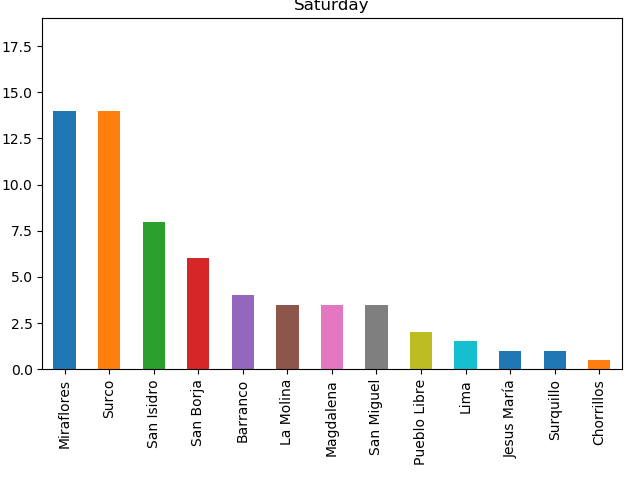 Saturday
17.5
15.0
12.5
10.0
7.5
5.0
2.5
0.0
Miraflores
Surco
San Isidro
San Borja
Barranco
La Molina
Magdalena
San Miguel
Pueblo Libre
Lima
Jesus María
Surquillo
Chorrillos